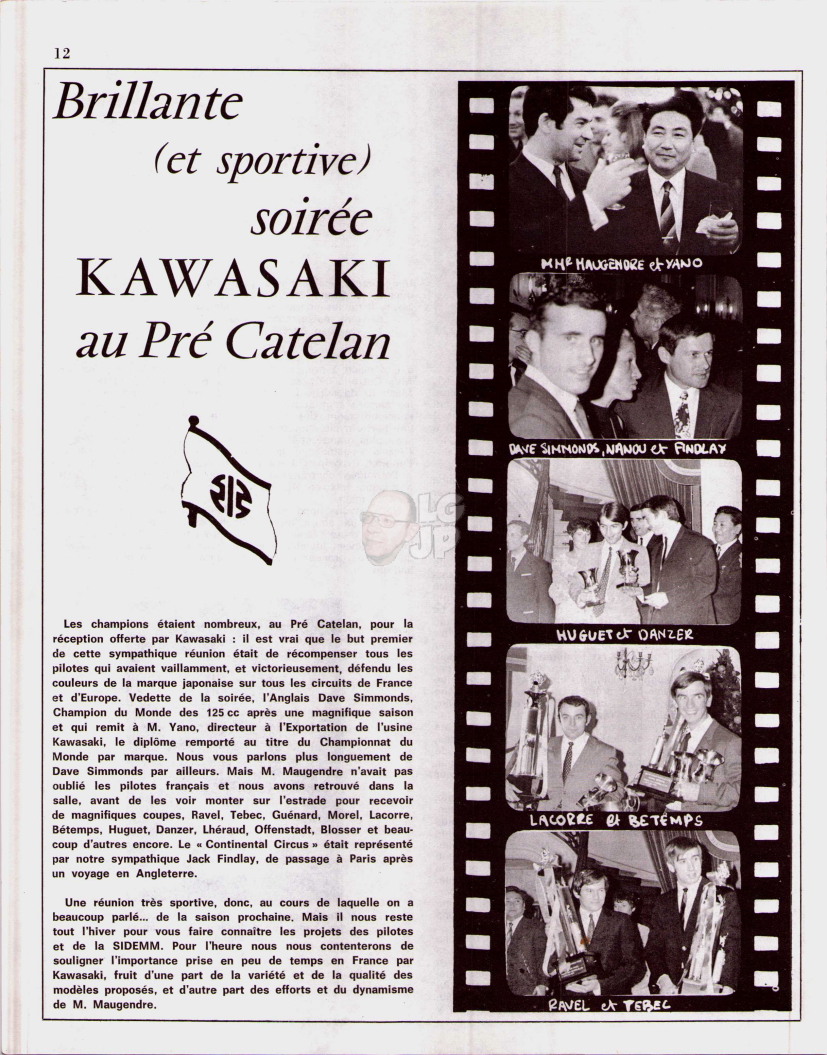 12
Brillante
(et sportive)
soirée
KAWASAKI
au Pré Catelan
Les champions étaient nombreux, au Pré Catelan, pour la
réception offerte par Kawasaki : il est vrai que le but premier
de cette sympathique réunion était de récompenser tous les
pilotes qui avaient vaillamment, et victorieusement, défendu les
couleurs de la marque japonaise sur tous les circuits de France
et d'Europe. Vedette de la soirée, l'Anglais Dave Simmonds,
Champion du Monde des 125 cc après une magnifique saison
et qui remit à M. Yano, directeur à l'Exportation de l'usine
Kawasaki, le diplôme remporté au titre du Championnat du
Monde par marque. Nous vous parlons plus longuement de
Dave Simmonds par ailleurs. Mais M. Maugendre n'avait pas
oublié les pilotes français et nous avons retrouvé dans la
salle, avant de les voir monter sur l'estrade pour recevoir
de magnifiques coupes, Ravel, Tebec, Guénard, Morel, Lacorre,
Bétemps, Huguet, Danzer, Lhéraud, Offenstadt, Blosser et beau-
coup d'autres encore. Le « Continental Circus » était représenté
par notre sympathique Jack Findlay, de passage à Paris après
un voyage en Angleterre.
Une réunion très sportive, donc, au cours de laquelle on a
beaucoup parlé... de la saison prochaine. Mais il nous reste
tout l'hiver pour vous faire connaître les projets des pilotes
et de la SIDEMM. Pour l'heure nous nous contenterons de
souligner l'importance prise en peu de temps en France par
Kawasaki, fruit d'une part de la variété et de la qualité des
modèles proposés, et d'autre part des efforts et du dynamisme
de M. Maugendre.
MMR MAUGENDRE et YANO
DAVE SIMMONDS, NANOU et FINDLAY
HUGUET et DANZER
LACORRE et BETEMPS
RAVEL et TEBEC
LG
JP